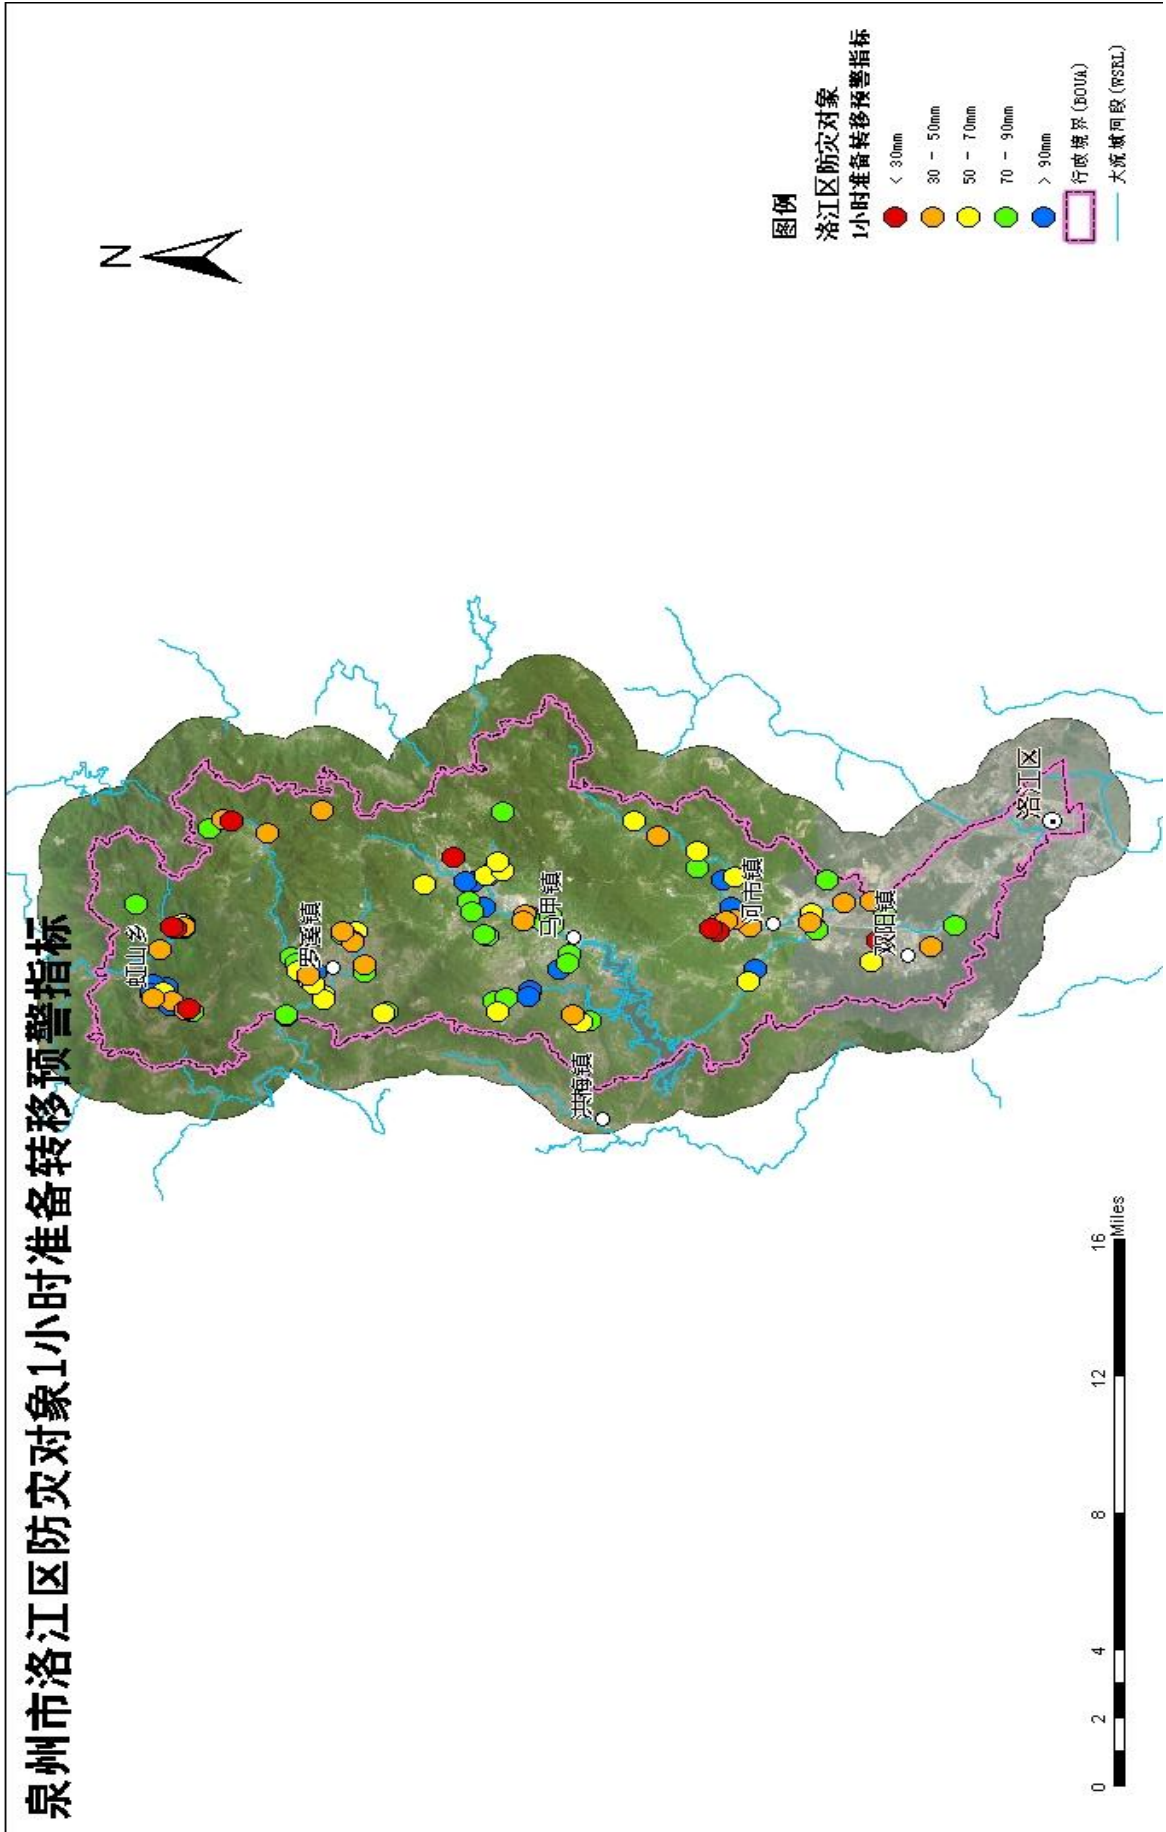 泉州市洛江区防灾对象1小时准备转移预警指标
N
虹山乡
罗溪镇
马甲镇
洪梅镇
河市镇
双阳镇
洛江区
图例
洛江区防灾对象
1小时准备转移预警指标
< 30mm
30 - 50mm
50 - 70mm
70 - 90mm
> 90mm
行政境界(BOUA)
大流域河段(WSRL)
0 2 4 8 12 16
Miles